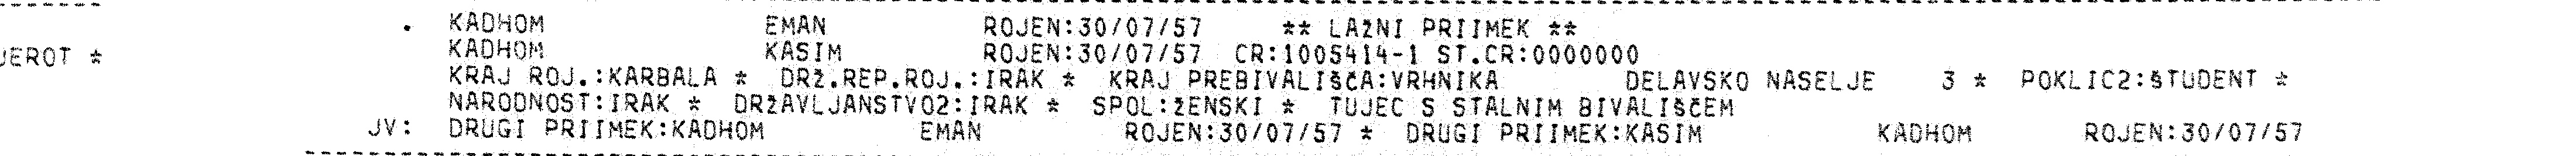 . KADHOM EMAN ROJEN:30/07/57 ** LAŽNI PRIIMEK **
JEROT * KADHOM KASIM ROJEN:30/07/57 CR:1005414-1 ST.CR:0000000
KRAJ ROJ.:KARBALA * DRŽ.REP.ROJ.:IRAK * KRAJ PREBIVALIŠČA:VRHNIKA DELAVSKO NASELJE 3 * POKLIC2:ŠTUDENT *
NARODNOST:IRAK * DRŽAVLJANSTVO2:IRAK * SPOL:ŽENSKI * TUJEC S STALNIM BIVALIŠČEM
JV: DRUGI PRIIMEK:KADHOM EMAN ROJEN:30/07/57 * DRUGI PRIIMEK:KASIM KADHOM ROJEN:30/07/57